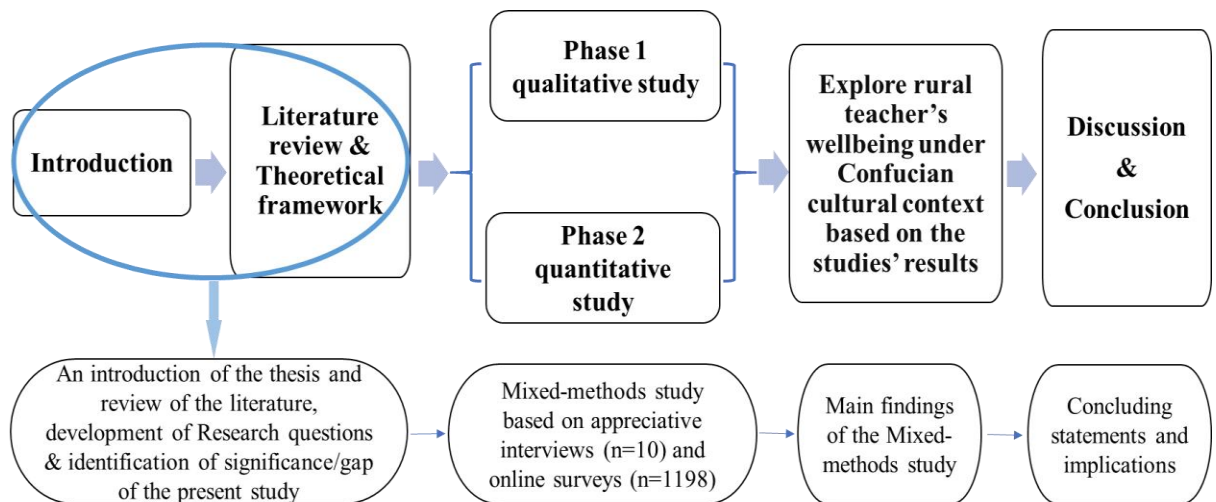 Introduction
Literature
review &
Theoretical
framework
Phase 1
qualitative study
Phase 2
quantitative
study
Explore rural
teacher’s
wellbeing under
Confucian
cultural context
based on the
studies’ results
Discussion
&
Conclusion
An introduction of the thesis and
review of the literature,
development of Research questions
& identification of significance/gap
of the present study
Mixed-methods study
based on appreciative
interviews (n=10) and
online surveys (n=1198)
Main findings
of the Mixed-
methods study
Concluding
statements and
implications